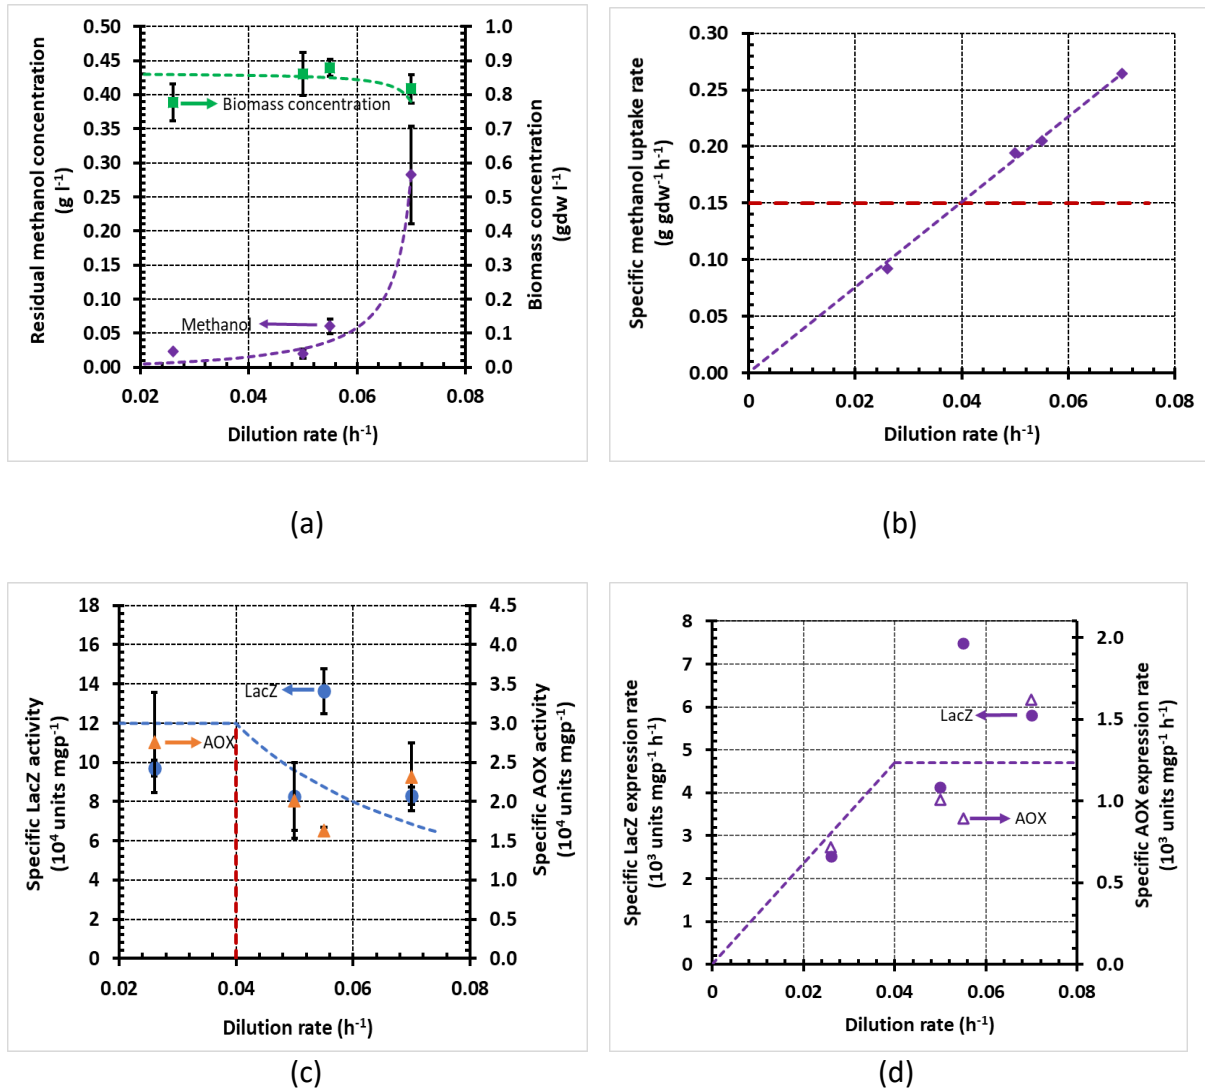 0.50
0.45
0.40
0.35
0.30
0.25
0.20
0.15
0.10
0.05
0.00
Residual methanol concentration
(g l⁻¹)
1.0
0.9
0.8
0.7
0.6
0.5
0.4
0.3
0.2
0.1
0.0
Biomass concentration
(gdw l⁻¹)
Biomass concentration
Methanol
0.02 0.04 0.06 0.08
Dilution rate (h⁻¹)
(a)
0.30
0.25
0.20
0.15
0.10
0.05
0.00
Specific methanol uptake rate
(g gdw⁻¹ h⁻¹)
0 0.02 0.04 0.06 0.08
Dilution rate (h⁻¹)
(b)
18
16
14
12
10
8
6
4
2
0
Specific LacZ activity
(10⁴ units mgp⁻¹)
4.5
4.0
3.5
3.0
2.5
2.0
1.5
1.0
0.5
0.0
Specific AOX activity
(10⁴ units mgp⁻¹)
LacZ
AOX
0.02 0.04 0.06 0.08
Dilution rate (h⁻¹)
(c)
8
7
6
5
4
3
2
1
0
Specific LacZ expression rate
(10³ units mgp⁻¹ h⁻¹)
2.0
1.5
1.0
0.5
0.0
Specific AOX expression rate
(10³ units mgp⁻¹ h⁻¹)
LacZ
AOX
0 0.02 0.04 0.06 0.08
Dilution rate (h⁻¹)
(d)